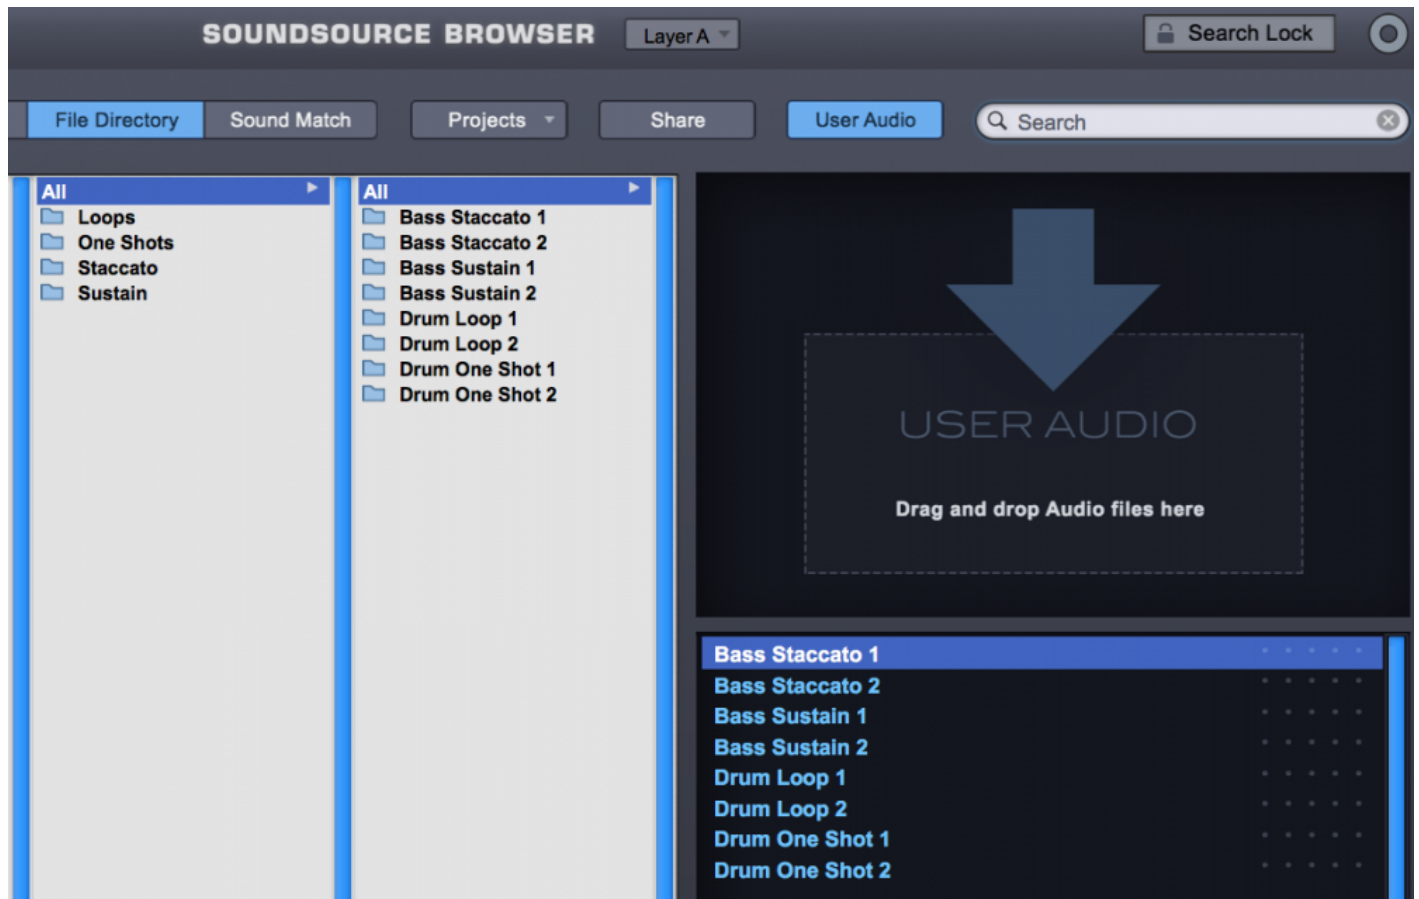 SOUNDSOURCE BROWSER
Layer A
Search Lock
File Directory
Sound Match
Projects
Share
User Audio
Search
All
Loops
One Shots
Staccato
Sustain
All
Bass Staccato 1
Bass Staccato 2
Bass Sustain 1
Bass Sustain 2
Drum Loop 1
Drum Loop 2
Drum One Shot 1
Drum One Shot 2
USER AUDIO
Drag and drop Audio files here
Bass Staccato 1
Bass Staccato 2
Bass Sustain 1
Bass Sustain 2
Drum Loop 1
Drum Loop 2
Drum One Shot 1
Drum One Shot 2